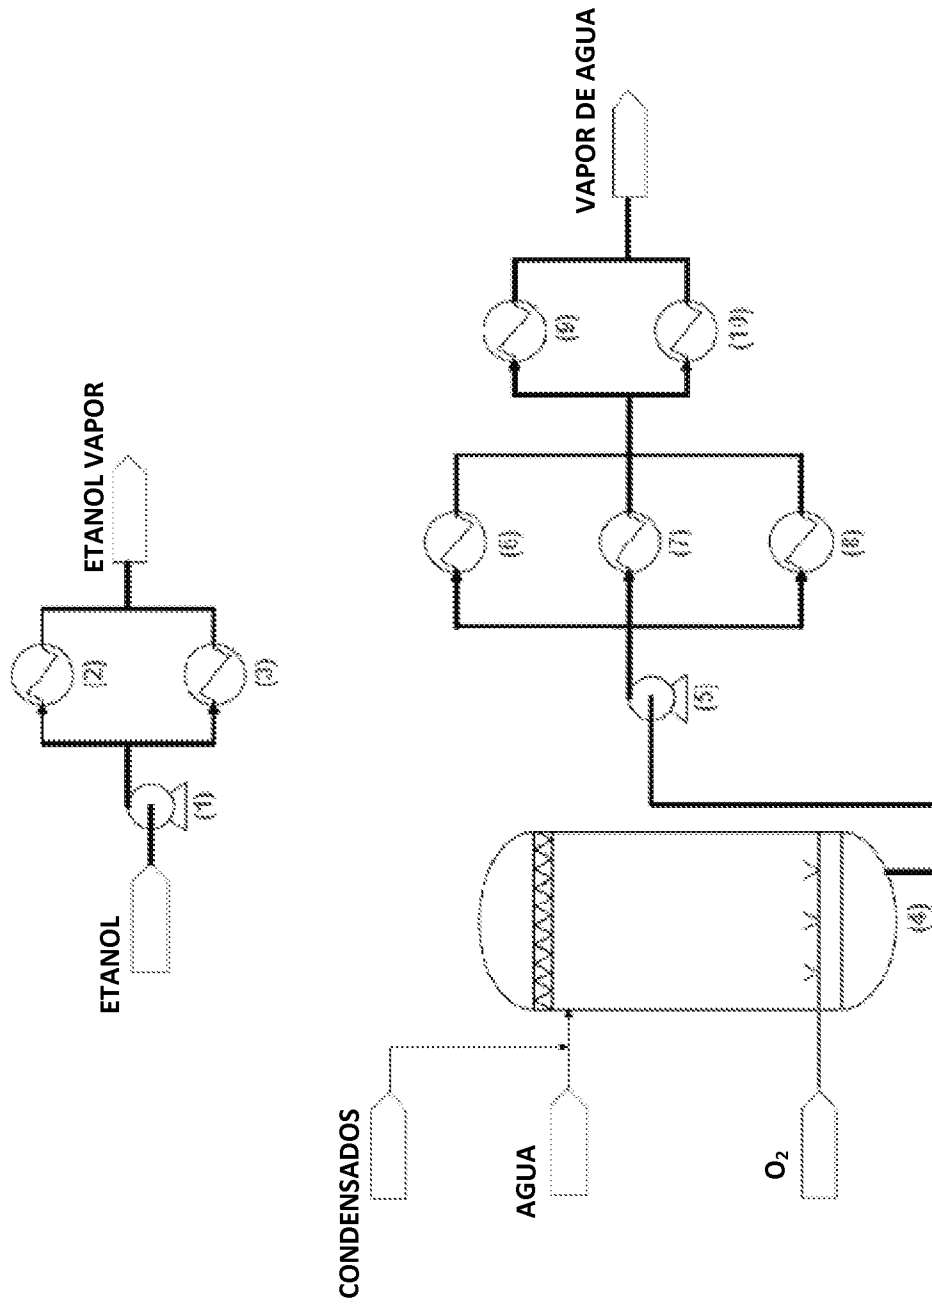 ETANOL
(1)
(2)
(3)
ETANOL VAPOR
CONDENSADOS
AGUA
O₂
(4)
(5)
(6)
(7)
(8)
(9)
(10)
VAPOR DE AGUA